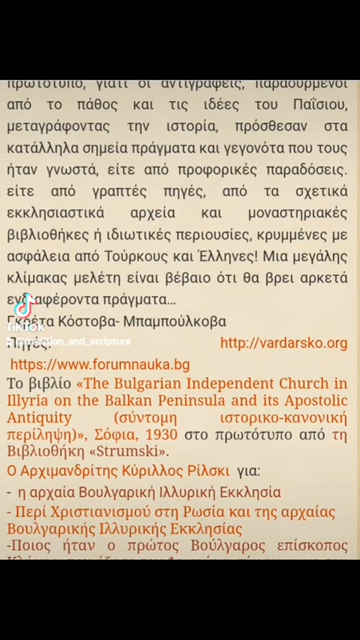 πρωτότυπο, γιατί οι αντιγραφείς, παρασυρμένοι
από το πάθος και τις ιδέες του Παΐσιου,
μεταγράφοντας την ιστορία, πρόσθεσαν στα
κατάλληλα σημεία πράγματα και γεγονότα που τους
ήταν γνωστά, είτε από προφορικές παραδόσεις.
είτε από γραπτές πηγές, από τα σχετικά
εκκλησιαστικά αρχεία και μοναστηριακές
βιβλιοθήκες ή ιδιωτικές περιουσίες, κρυμμένες με
ασφάλεια από Τούρκους και Έλληνες! Μια μεγάλης
κλίμακας μελέτη είναι βέβαιο ότι θα βρει αρκετά
ενδιαφέροντα πράγματα…
Γκρέτα Κόστοβα- Μπαμπούλκοβα
TikTok
Πηγές: http://vardarsko.org
https://www.forumnauka.bg
Το βιβλίο «The Bulgarian Independent Church in
Illyria on the Balkan Peninsula and its Apostolic
Antiquity (σύντομη ιστορικο-κανονική
περίληψη)», Σόφια, 1930 στο πρωτότυπο από τη
Βιβλιοθήκη «Strumski».
Ο Αρχιμανδρίτης Κύριλλος Ρίλσκι για:
- η αρχαία Βουλγαρική Ιλλυρική Εκκλησία
- Περί Χριστιανισμού στη Ρωσία και της αρχαίας
Βουλγαρικής Ιλλυρικής Εκκλησίας
-Ποιος ήταν ο πρώτος Βούλγαρος επίσκοπος